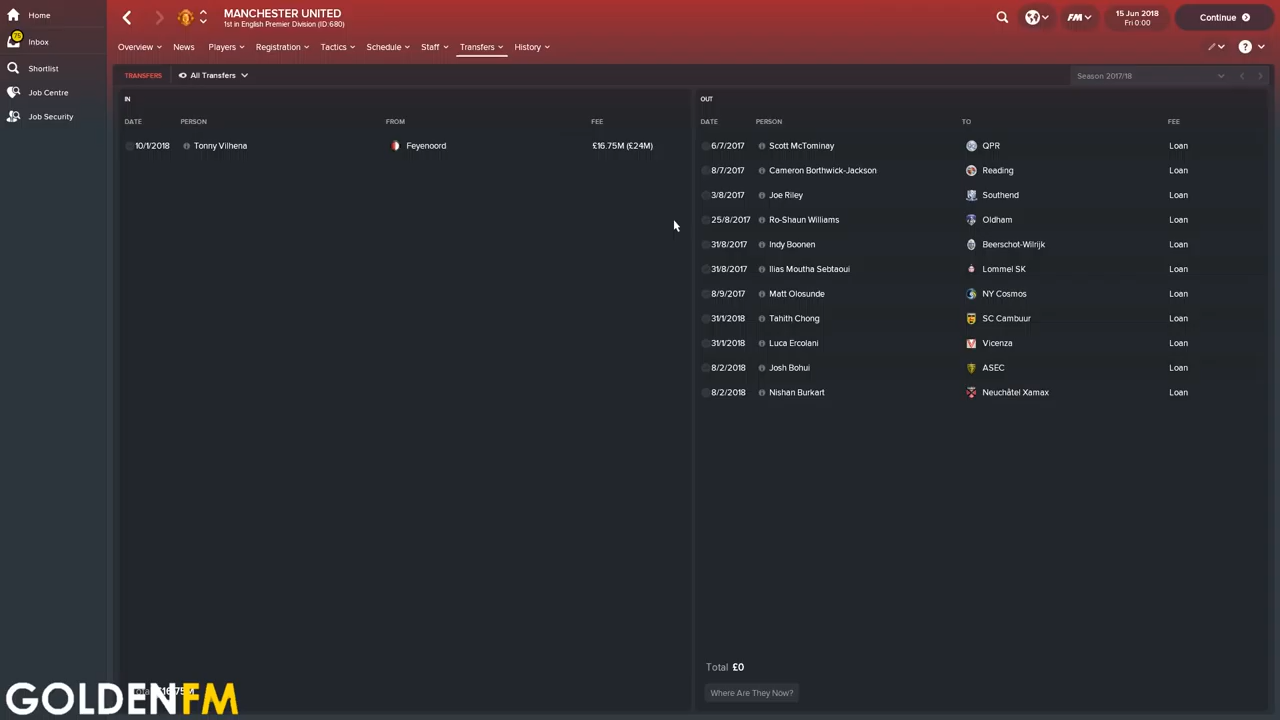 Home
Inbox
75
Shortlist
Job Centre
Job Security
MANCHESTER UNITED
1st in English Premier Division (ID:680)
FM
15 Jun 2018
Fri 0:00
Continue
Overview
News
Players
Registration
Tactics
Schedule
Staff
Transfers
History
?
TRANSFERS
All Transfers
Season 2017/18
IN
DATE PERSON FROM FEE
10/1/2018 Tonny Vilhena Feyenoord £16.75M (£24M)
OUT
DATE PERSON TO FEE
6/7/2017 Scott McTominay QPR Loan
8/7/2017 Cameron Borthwick-Jackson Reading Loan
3/8/2017 Joe Riley Southend Loan
25/8/2017 Ro-Shaun Williams Oldham Loan
31/8/2017 Indy Boonen Beerschot-Wilrijk Loan
31/8/2017 Ilias Moutha Sebtaoui Lommel SK Loan
8/9/2017 Matt Olosunde NY Cosmos Loan
31/1/2018 Tahith Chong SC Cambuur Loan
31/1/2018 Luca Ercolani Vicenza Loan
8/2/2018 Josh Bohui ASEC Loan
8/2/2018 Nishan Burkart Neuchâtel Xamax Loan
Total £0
Where Are They Now?
GOLDENFM